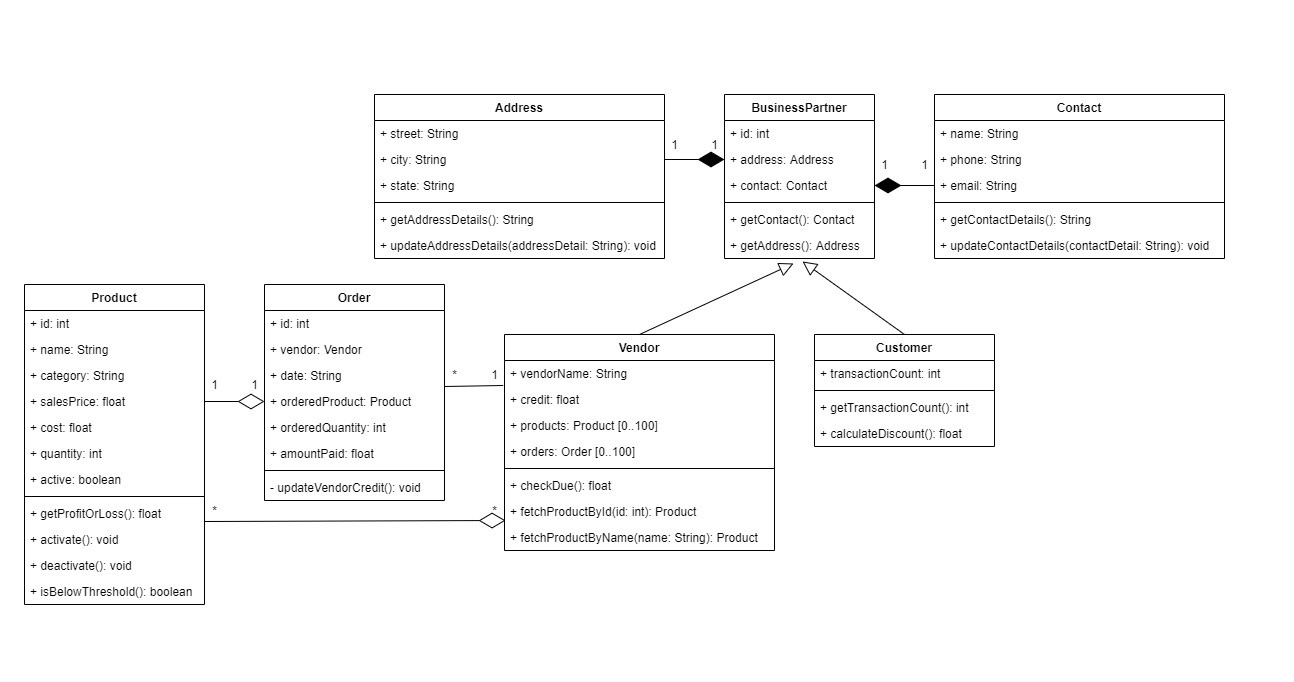 Address
+ street: String
+ city: String
+ state: String
+ getAddressDetails(): String
+ updateAddressDetails(addressDetail: String): void
1
1
BusinessPartner
+ id: int
+ address: Address
+ contact: Contact
+ getContact(): Contact
+ getAddress(): Address
1
1
Contact
+ name: String
+ phone: String
+ email: String
+ getContactDetails(): String
+ updateContactDetails(contactDetail: String): void
Product
+ id: int
+ name: String
+ category: String
+ salesPrice: float
+ cost: float
+ quantity: int
+ active: boolean
+ getProfitOrLoss(): float
+ activate(): void
+ deactivate(): void
+ isBelowThreshold(): boolean
1
1
Order
+ id: int
+ vendor: Vendor
+ date: String
+ orderedProduct: Product
+ orderedQuantity: int
+ amountPaid: float
- updateVendorCredit(): void
*
1
*
*
Vendor
+ vendorName: String
+ credit: float
+ products: Product [0..100]
+ orders: Order [0..100]
+ checkDue(): float
+ fetchProductById(id: int): Product
+ fetchProductByName(name: String): Product
Customer
+ transactionCount: int
+ getTransactionCount(): int
+ calculateDiscount(): float